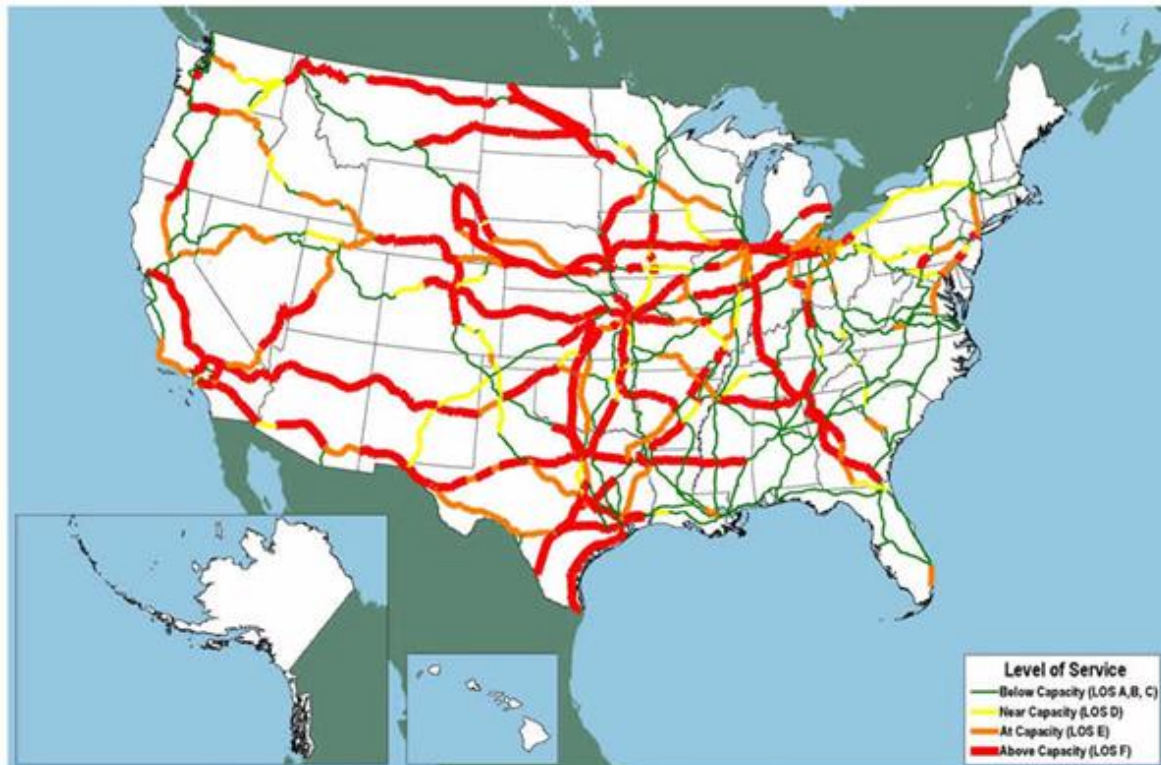 Level of Service
Below Capacity (LOS A,B, C)
Near Capacity (LOS D)
At Capacity (LOS E)
Above Capacity (LOS F)